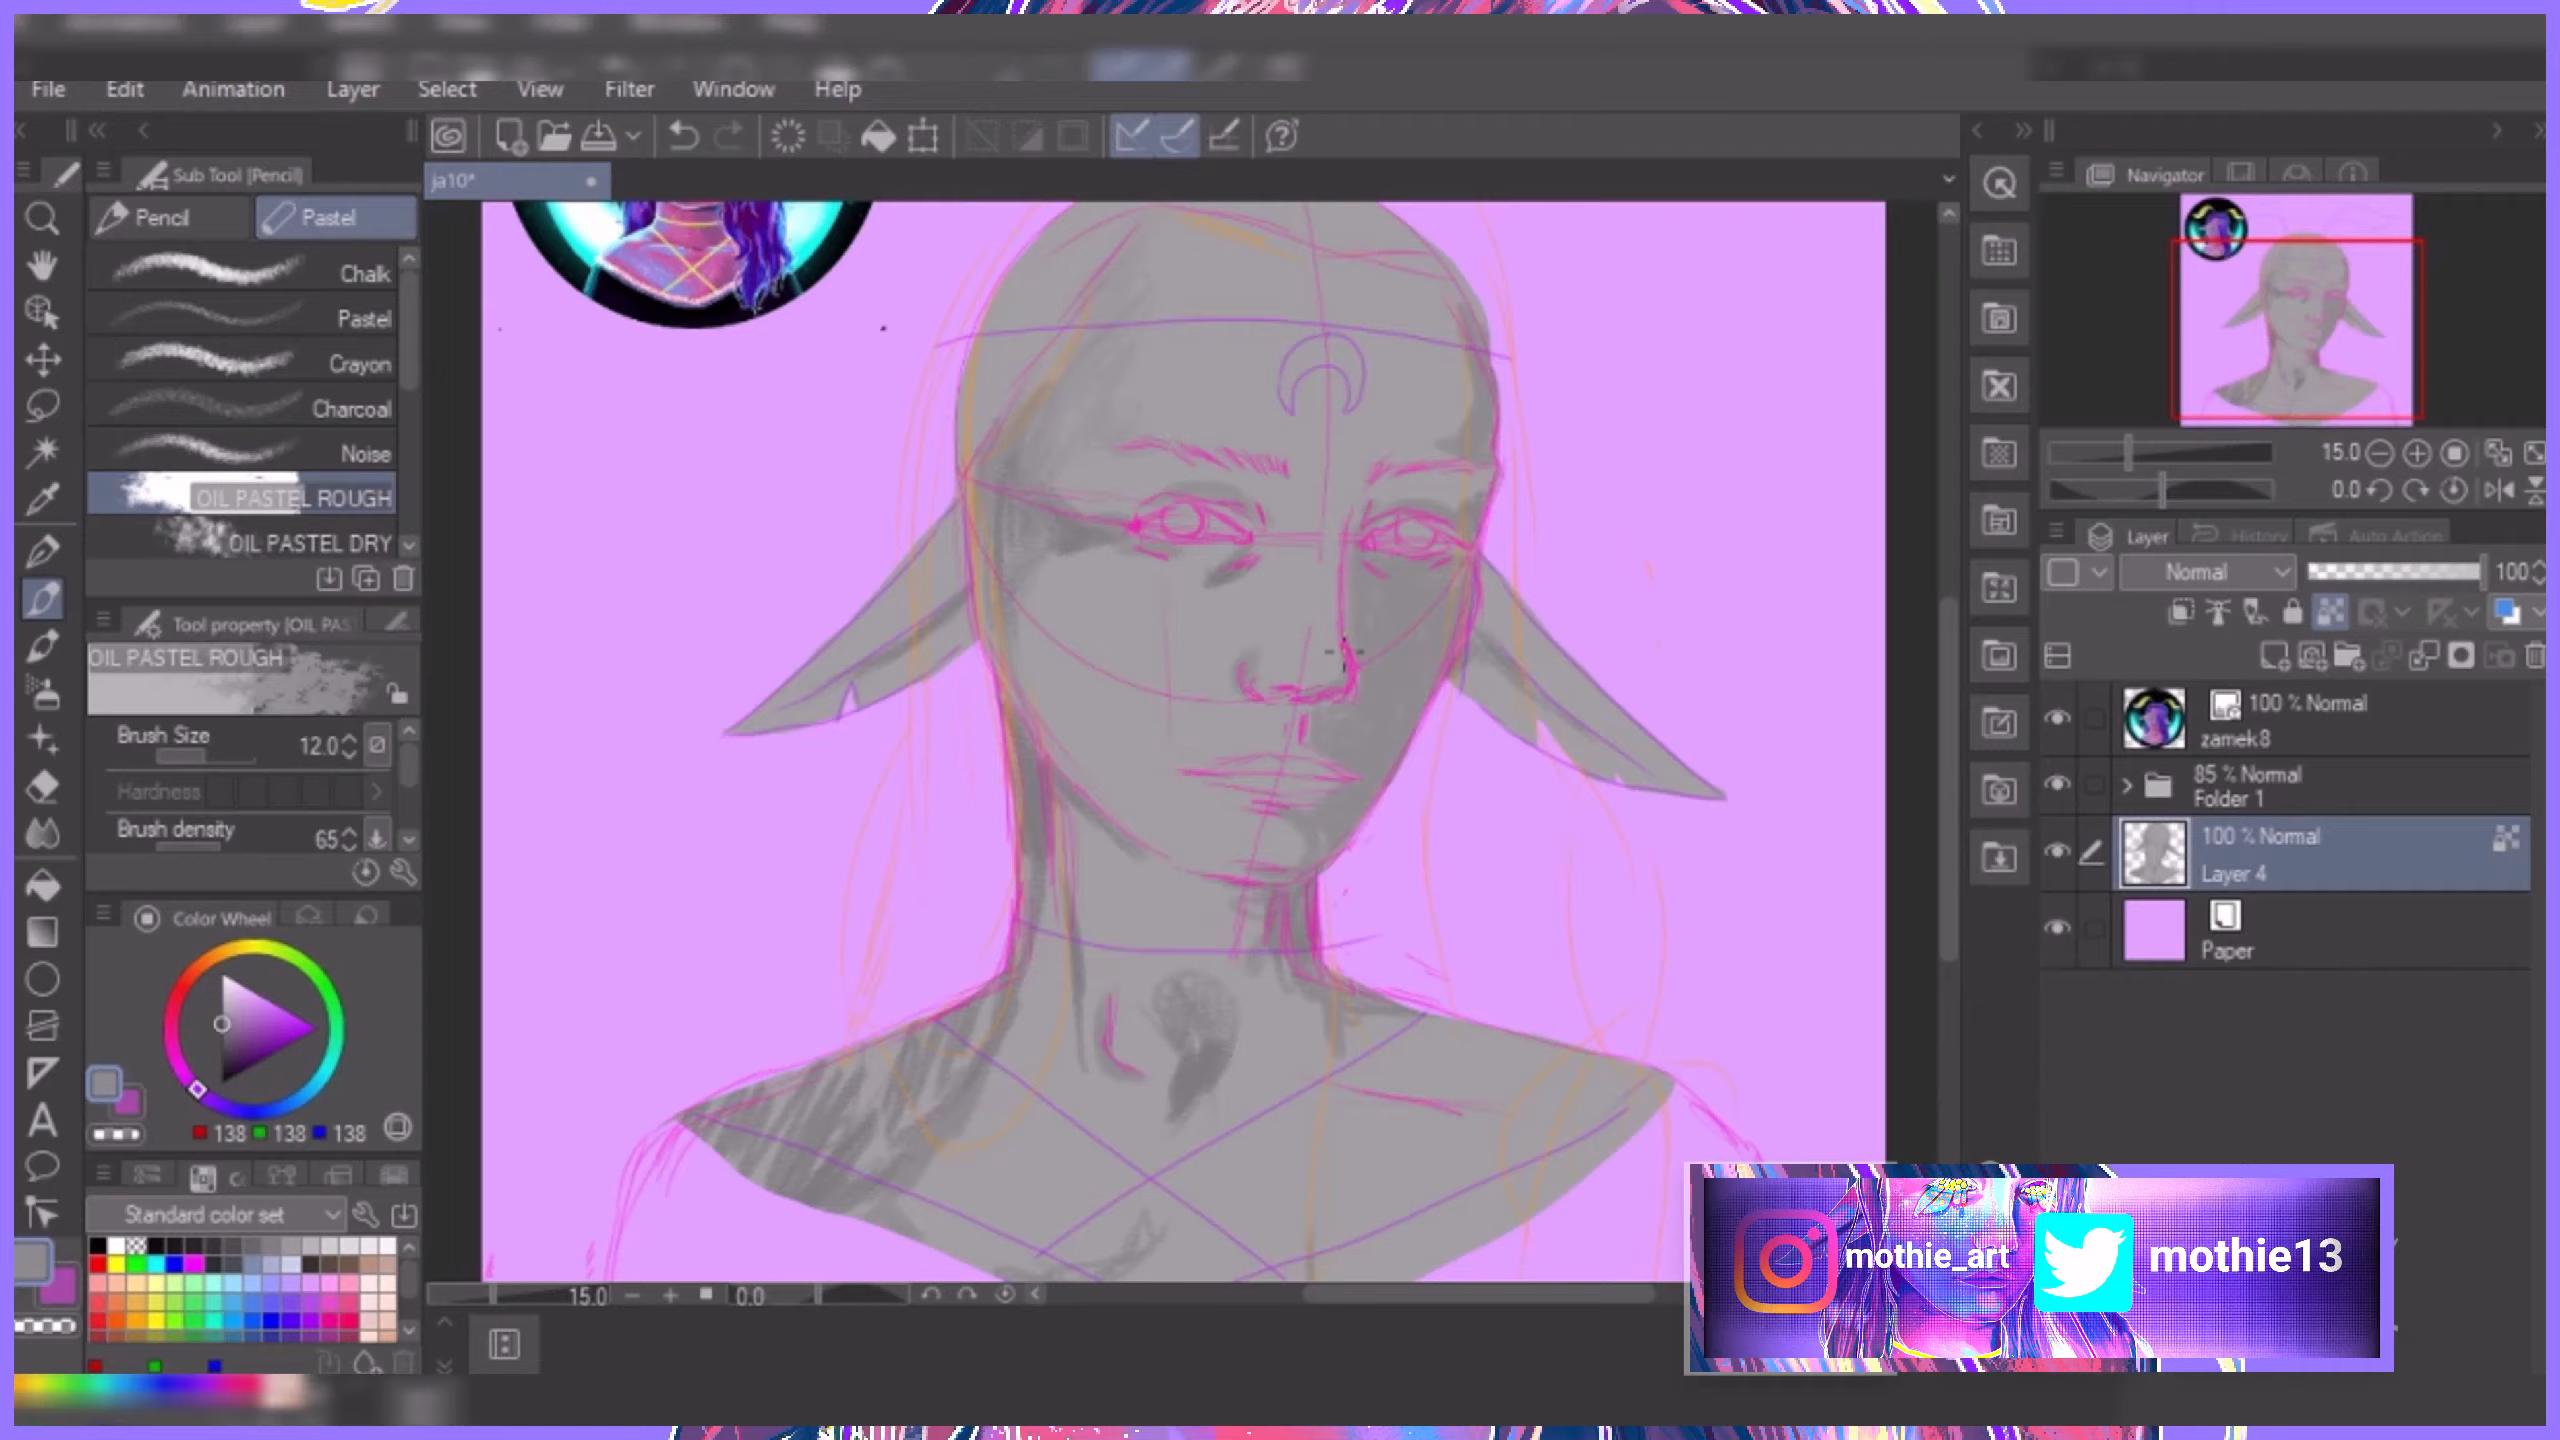 File Edit Animation Layer Select View Filter Window Help
Sub Tool [Pencil]
ja10*
Navigator
Pencil
Pastel
Chalk
Pastel
Crayon
Charcoal
Noise
OIL PASTEL ROUGH
OIL PASTEL DRY
15.0
0.0
Layer History Auto Action
Normal 100
Tool property [OIL PAS
OIL PASTEL ROUGH
Brush Size 12.0
Hardness
Brush density 65
100 % Normal
zamek8
85 % Normal
Folder 1
100 % Normal
Layer 4
Paper
Color Wheel
138 138 138
Standard color set
15.0 0.0
mothie_art
mothie13